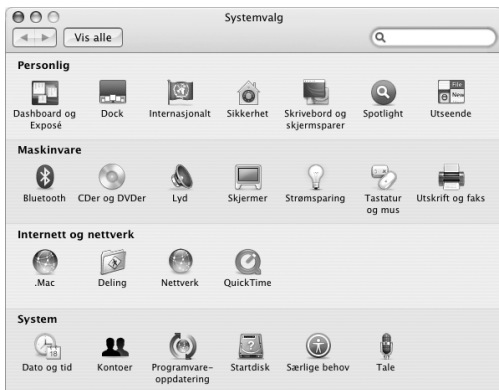 Systemvalg
Vis alle
Personlig
Dashboard og Exposé
Dock
Internasjonalt
Sikkerhet
Skrivebord og skjermsparer
Spotlight
Utseende
Maskinvare
Bluetooth
CDer og DVDer
Lyd
Skjermer
Strømsparing
Tastatur og mus
Utskrift og faks
Internett og nettverk
.Mac
Deling
Nettverk
QuickTime
System
Dato og tid
Kontoer
Programvare-
oppdatering
Startdisk
Særlige behov
Tale